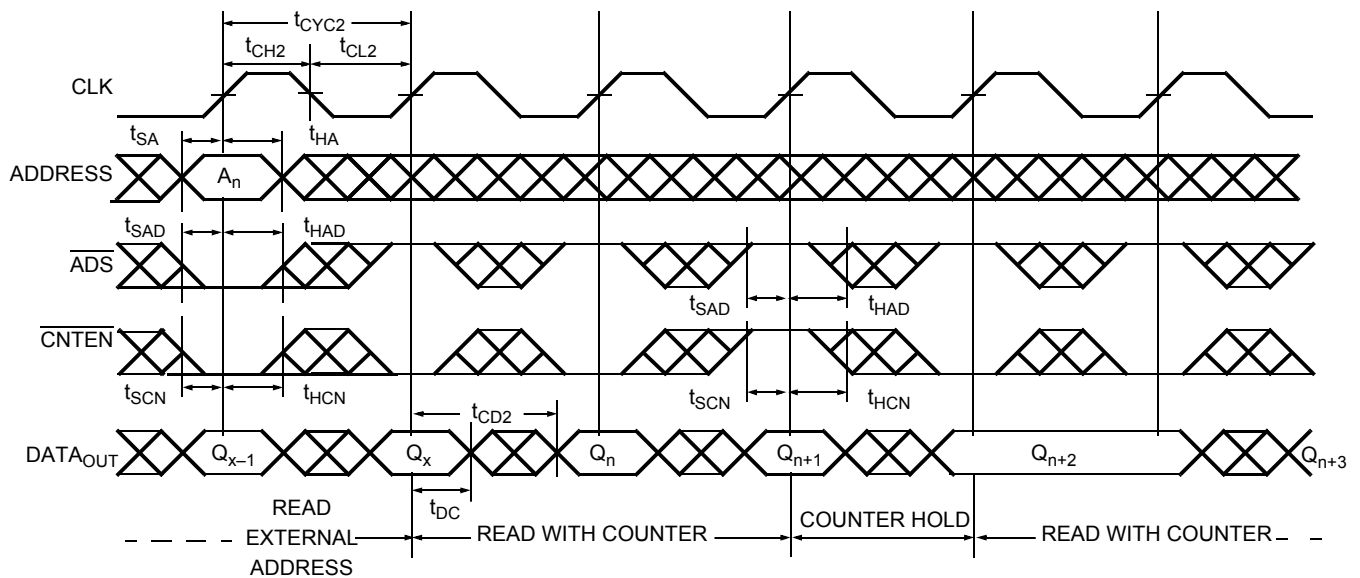 tCYC2
tCH2 tCL2
CLK
tSA tHA
ADDRESS An
tSAD tHAD
ADS
tSAD tHAD
CNTEN
tSCN tHCN tSCN tHCN
tCD2
DATAOUT Qx–1 Qx Qn Qn+1 Qn+2 Qn+3
tDC
READ
EXTERNAL
ADDRESS
READ WITH COUNTER
COUNTER HOLD
READ WITH COUNTER